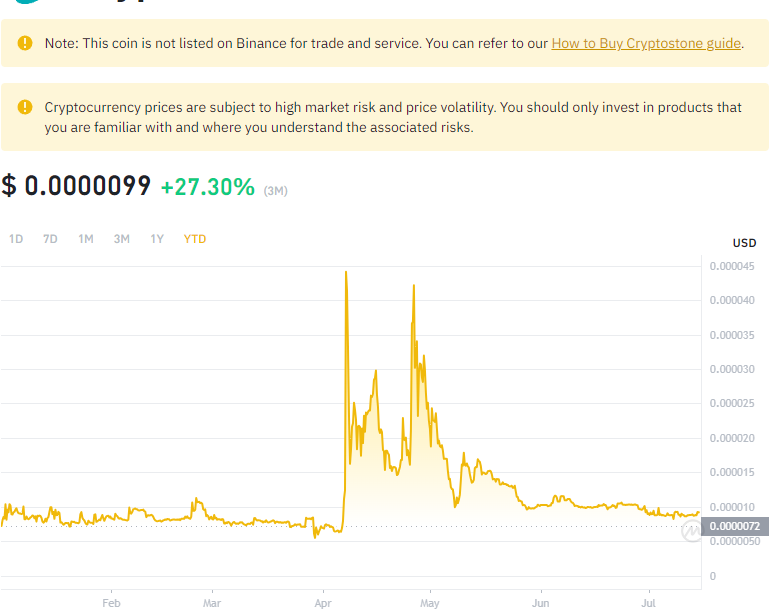 Note: This coin is not listed on Binance for trade and service. You can refer to our How to Buy Cryptostone guide.
Cryptocurrency prices are subject to high market risk and price volatility. You should only invest in products that
you are familiar with and where you understand the associated risks.
$ 0.0000099 +27.30% (3M)
1D 7D 1M 3M 1Y YTD
USD
0.000045
0.000040
0.000035
0.000030
0.000025
0.000020
0.000015
0.000010
0.0000072
0.0000050
0
Feb Mar Apr May Jun Jul